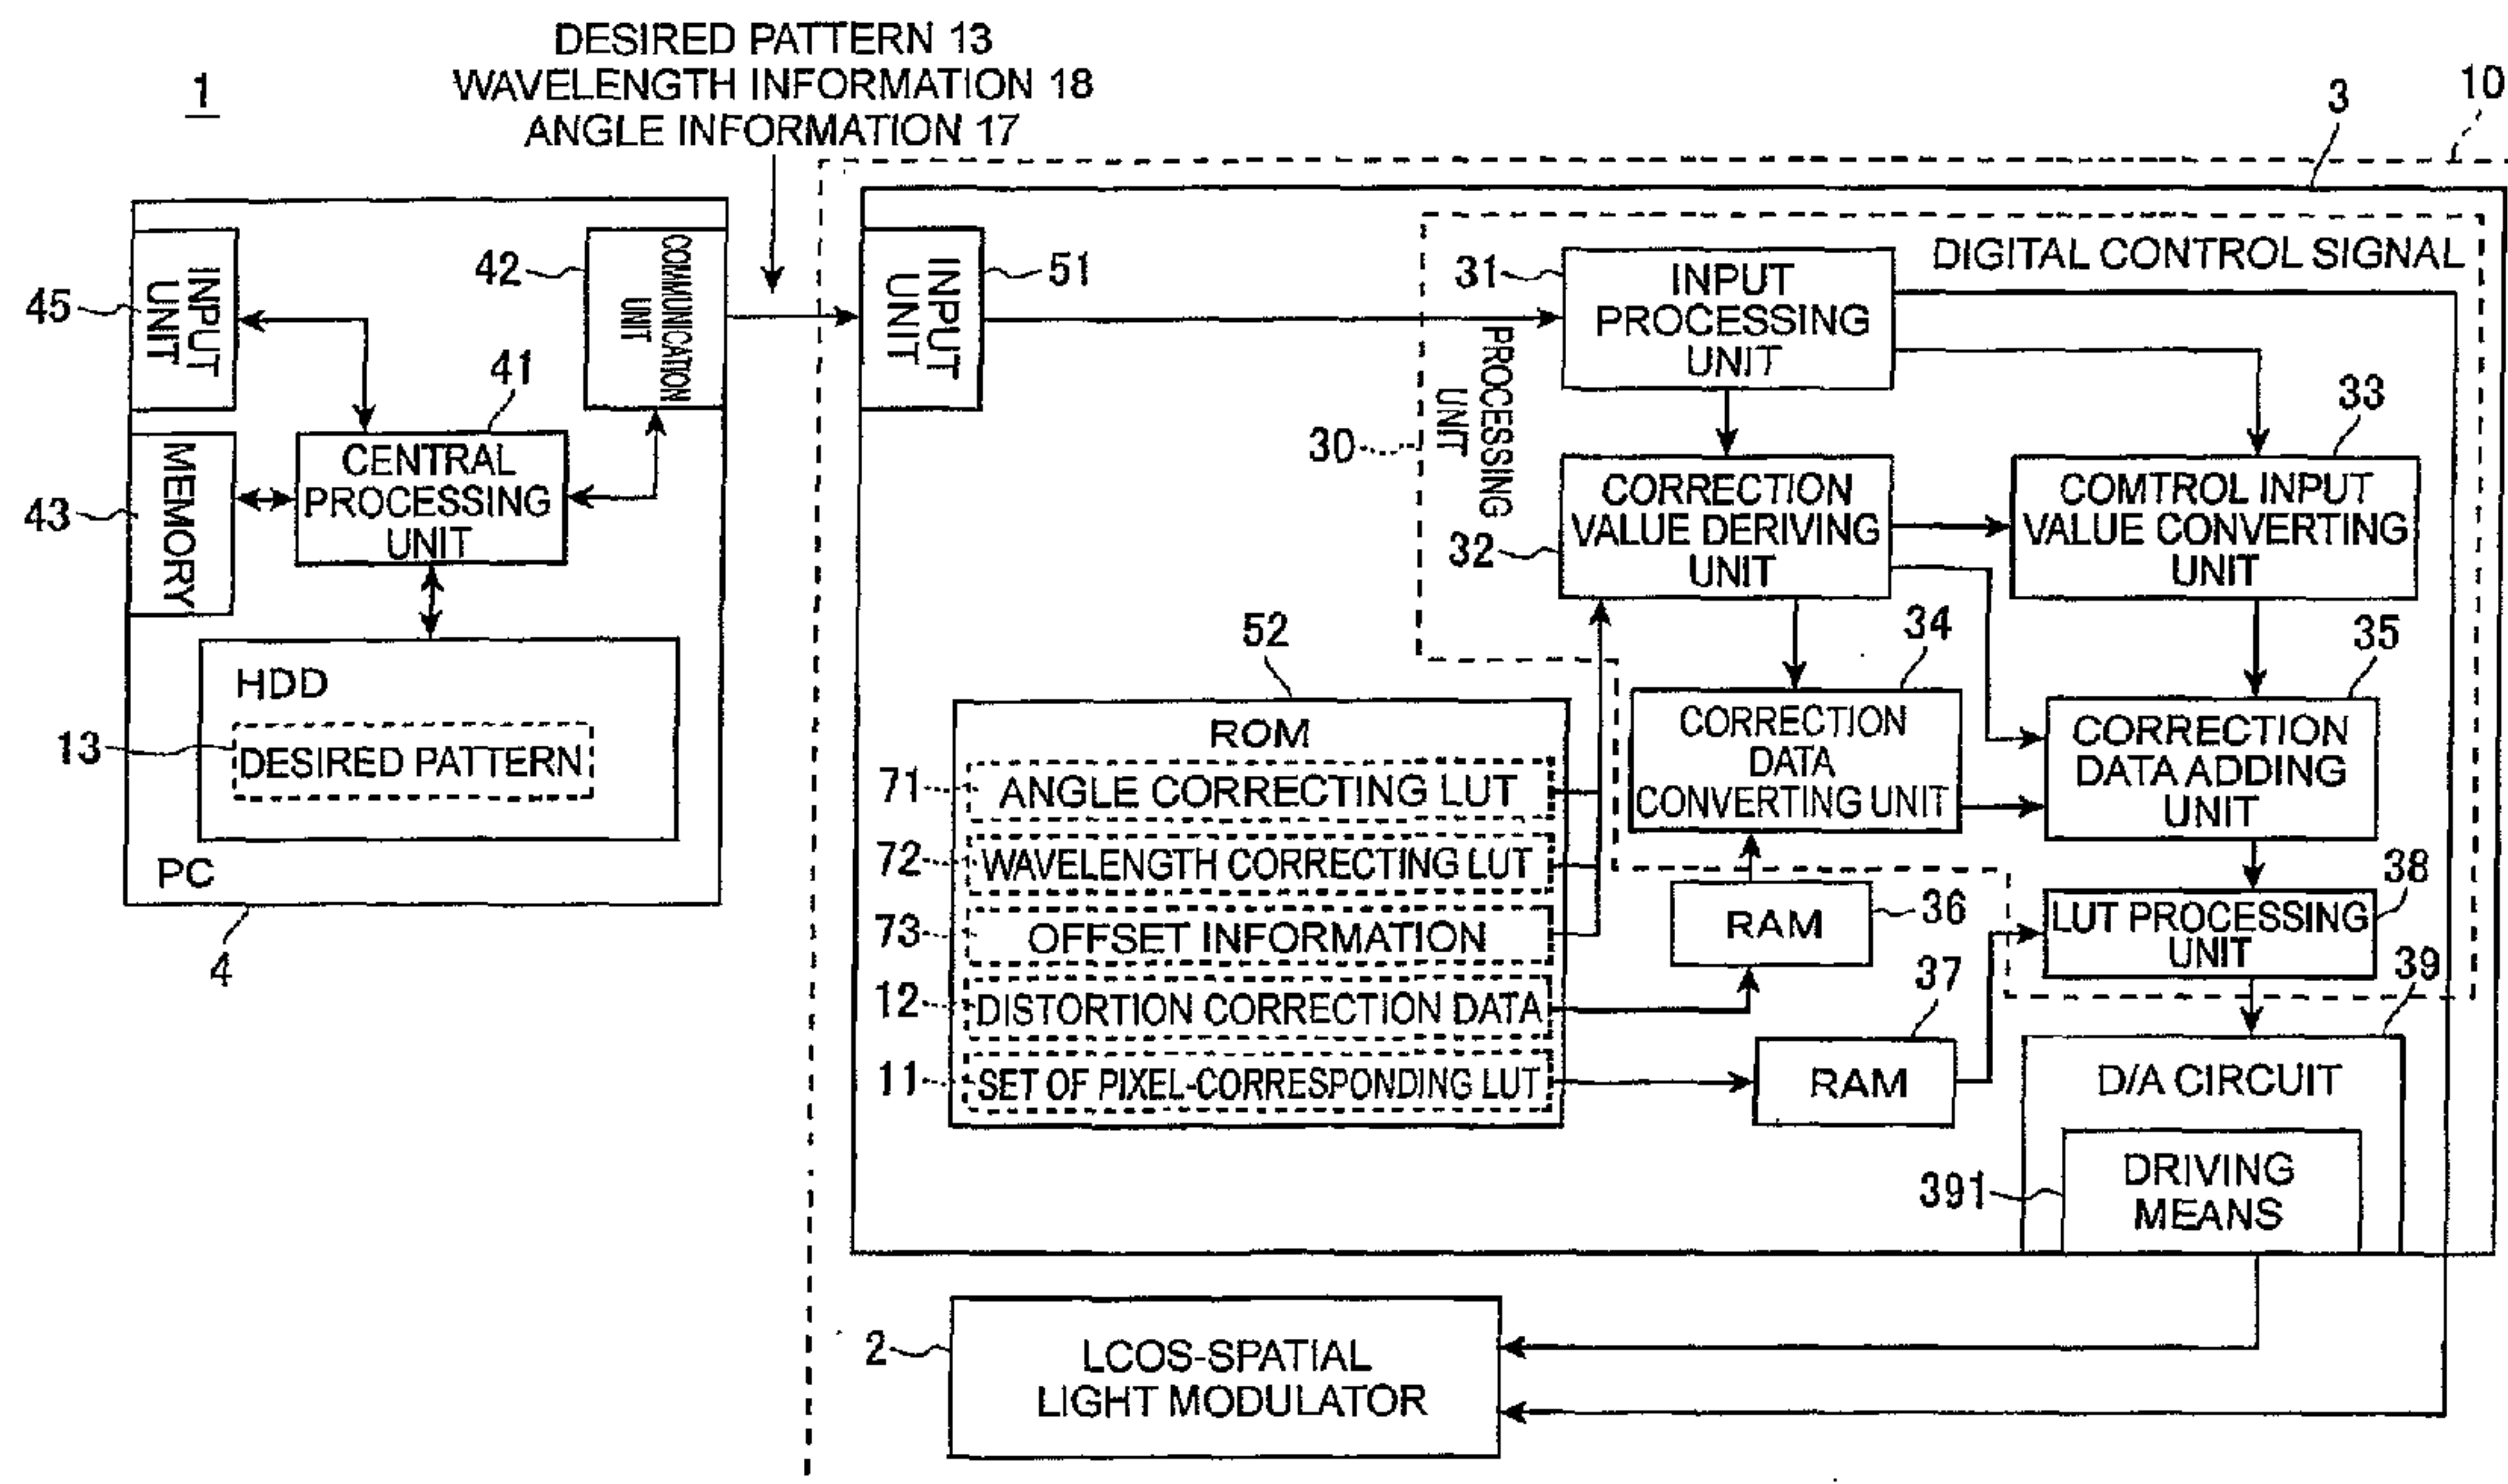 DESIRED PATTERN 13
WAVELENGTH INFORMATION 18
ANGLE INFORMATION 17
1
10
3
INPUT
UNIT
45
42
COMMUNICATION
UNIT
41
CENTRAL
PROCESSING
UNIT
MEMORY
43
HDD
13
DESIRED PATTERN
PC
4
INPUT
UNIT
51
DIGITAL CONTROL SIGNAL
31
INPUT
PROCESSING
UNIT
PROCESSING
UNIT
30
33
32
CORRECTION
VALUE DERIVING
UNIT
COMTROL INPUT
VALUE CONVERTING
UNIT
52
34
35
ROM
71
ANGLE CORRECTING LUT
72
WAVELENGTH CORRECTING LUT
73
OFFSET INFORMATION
12
DISTORTION CORRECTION DATA
11
SET OF PIXEL-CORRESPONDING LUT
CORRECTION
DATA
CONVERTING UNIT
CORRECTION
DATA ADDING
UNIT
RAM
36
38
LUT PROCESSING
UNIT
37
RAM
39
D/A CIRCUIT
391
DRIVING
MEANS
2
LCOS-SPATIAL
LIGHT MODULATOR